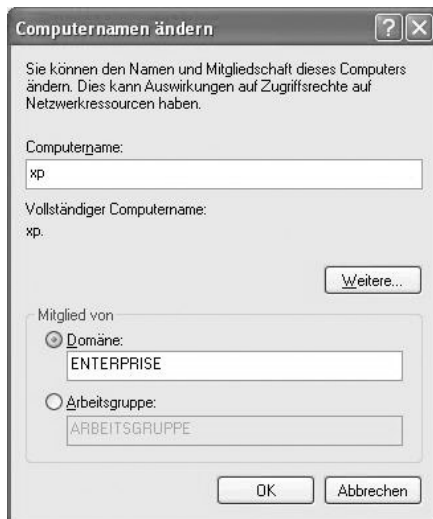 Computernamen ändern
Sie können den Namen und Mitgliedschaft dieses Computers
ändern. Dies kann Auswirkungen auf Zugriffsrechte auf
Netzwerkressourcen haben.
Computername:
xp
Vollständiger Computername:
xp.
Weitere...
Mitglied von
Domäne:
ENTERPRISE
Arbeitsgruppe:
ARBEITSGRUPPE
OK Abbrechen